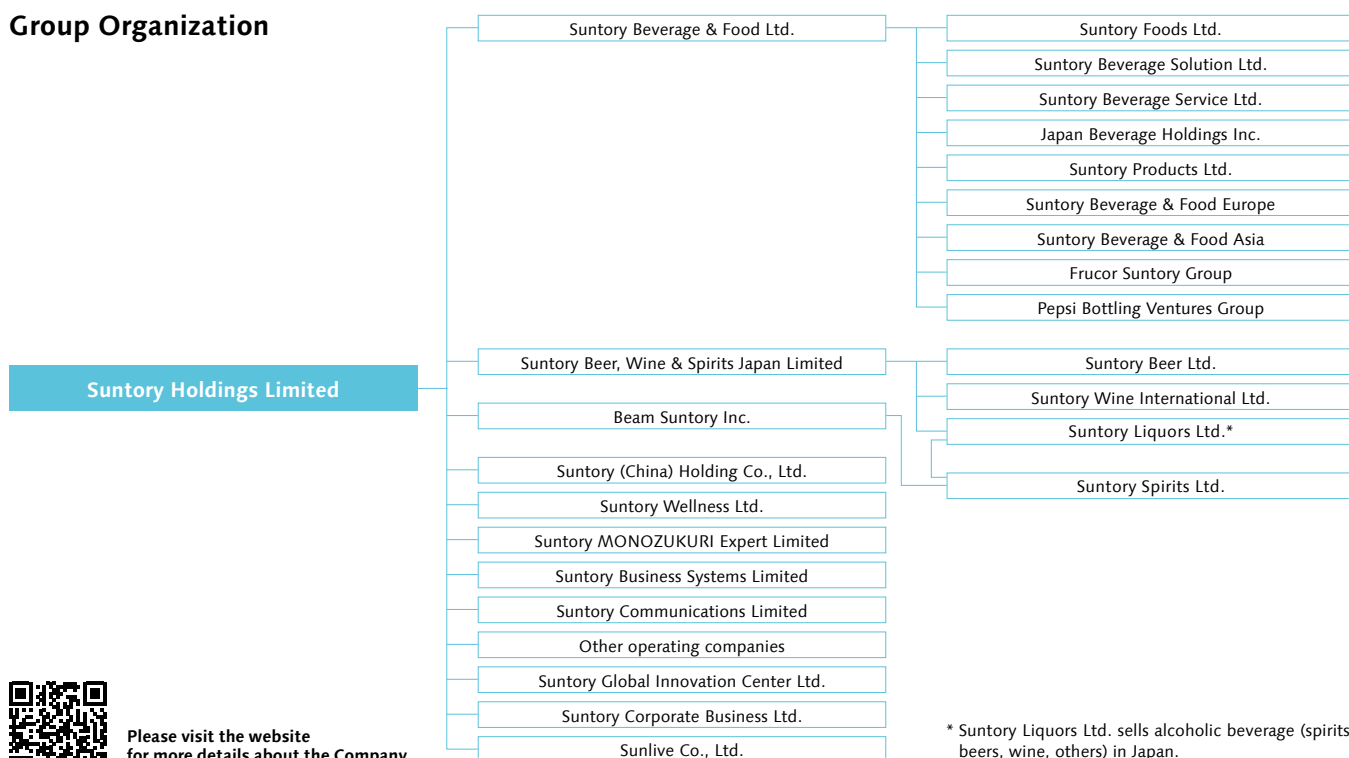 Group Organization
Suntory Holdings Limited
Suntory Beverage & Food Ltd.
Suntory Foods Ltd.
Suntory Beverage Solution Ltd.
Suntory Beverage Service Ltd.
Japan Beverage Holdings Inc.
Suntory Products Ltd.
Suntory Beverage & Food Europe
Suntory Beverage & Food Asia
Frucor Suntory Group
Pepsi Bottling Ventures Group
Suntory Beer, Wine & Spirits Japan Limited
Suntory Beer Ltd.
Suntory Wine International Ltd.
Suntory Liquors Ltd.*
Beam Suntory Inc.
Suntory Spirits Ltd.
Suntory (China) Holding Co., Ltd.
Suntory Wellness Ltd.
Suntory MONOZUKURI Expert Limited
Suntory Business Systems Limited
Suntory Communications Limited
Other operating companies
Suntory Global Innovation Center Ltd.
Suntory Corporate Business Ltd.
Sunlive Co., Ltd.
Please visit the website
for more details about the Company
* Suntory Liquors Ltd. sells alcoholic beverage (spirits
beers, wine, others) in Japan.